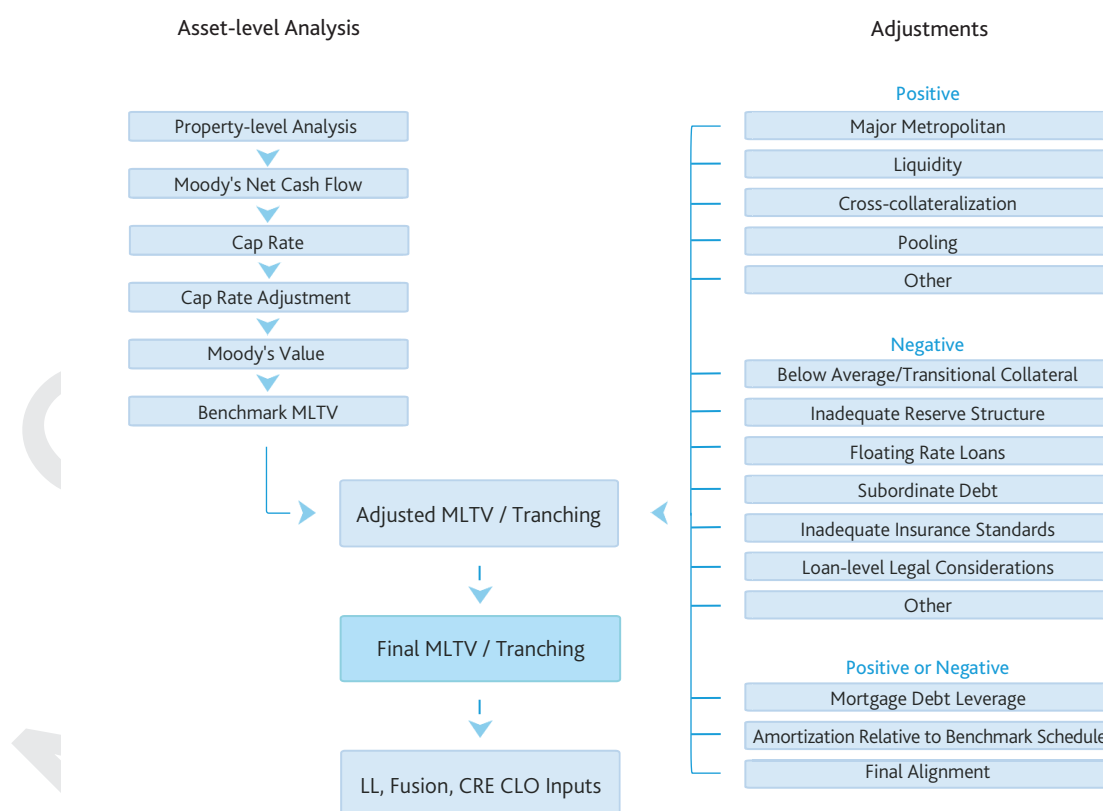 Asset-level Analysis
Adjustments
Property-level Analysis
Moody's Net Cash Flow
Cap Rate
Cap Rate Adjustment
Moody's Value
Benchmark MLTV
Adjusted MLTV / Tranching
Final MLTV / Tranching
LL, Fusion, CRE CLO Inputs
Positive
Major Metropolitan
Liquidity
Cross-collateralization
Pooling
Other
Negative
Below Average/Transitional Collateral
Inadequate Reserve Structure
Floating Rate Loans
Subordinate Debt
Inadequate Insurance Standards
Loan-level Legal Considerations
Other
Positive or Negative
Mortgage Debt Leverage
Amortization Relative to Benchmark Schedule
Final Alignment